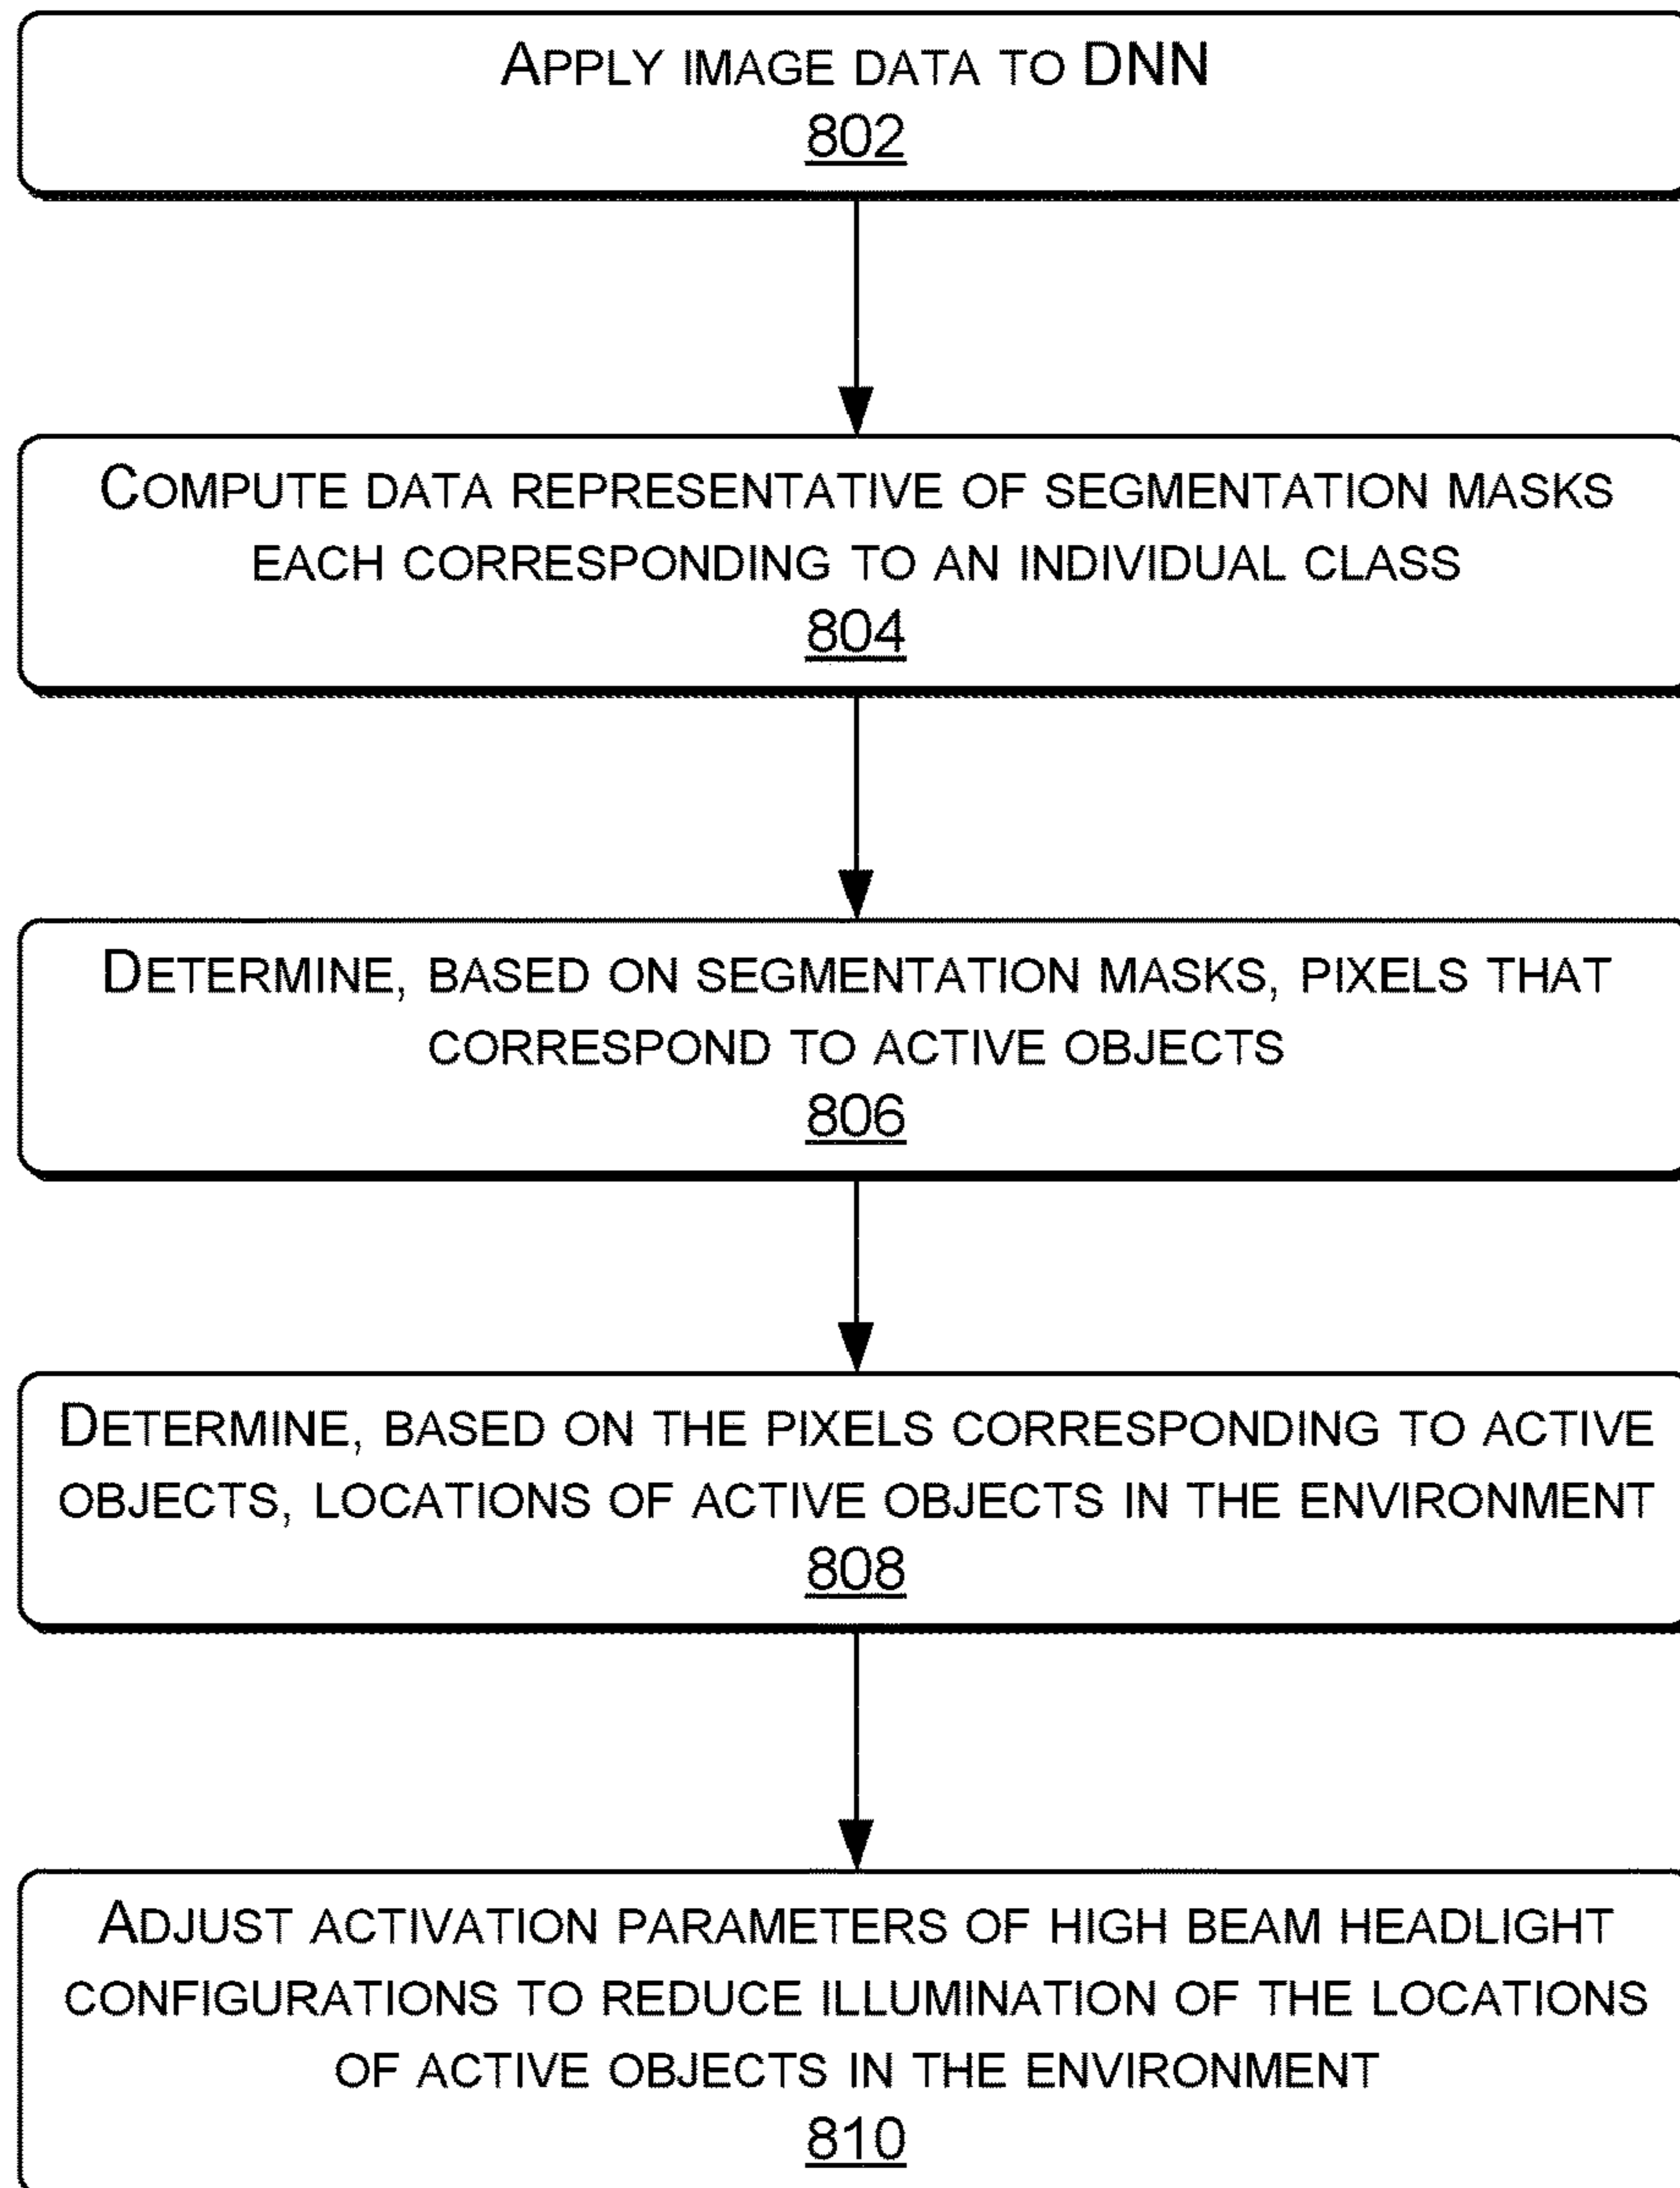 APPLY IMAGE DATA TO DNN
802
COMPUTE DATA REPRESENTATIVE OF SEGMENTATION MASKS
EACH CORRESPONDING TO AN INDIVIDUAL CLASS
804
DETERMINE, BASED ON SEGMENTATION MASKS, PIXELS THAT
CORRESPOND TO ACTIVE OBJECTS
806
DETERMINE, BASED ON THE PIXELS CORRESPONDING TO ACTIVE
OBJECTS, LOCATIONS OF ACTIVE OBJECTS IN THE ENVIRONMENT
808
ADJUST ACTIVATION PARAMETERS OF HIGH BEAM HEADLIGHT
CONFIGURATIONS TO REDUCE ILLUMINATION OF THE LOCATIONS
OF ACTIVE OBJECTS IN THE ENVIRONMENT
810